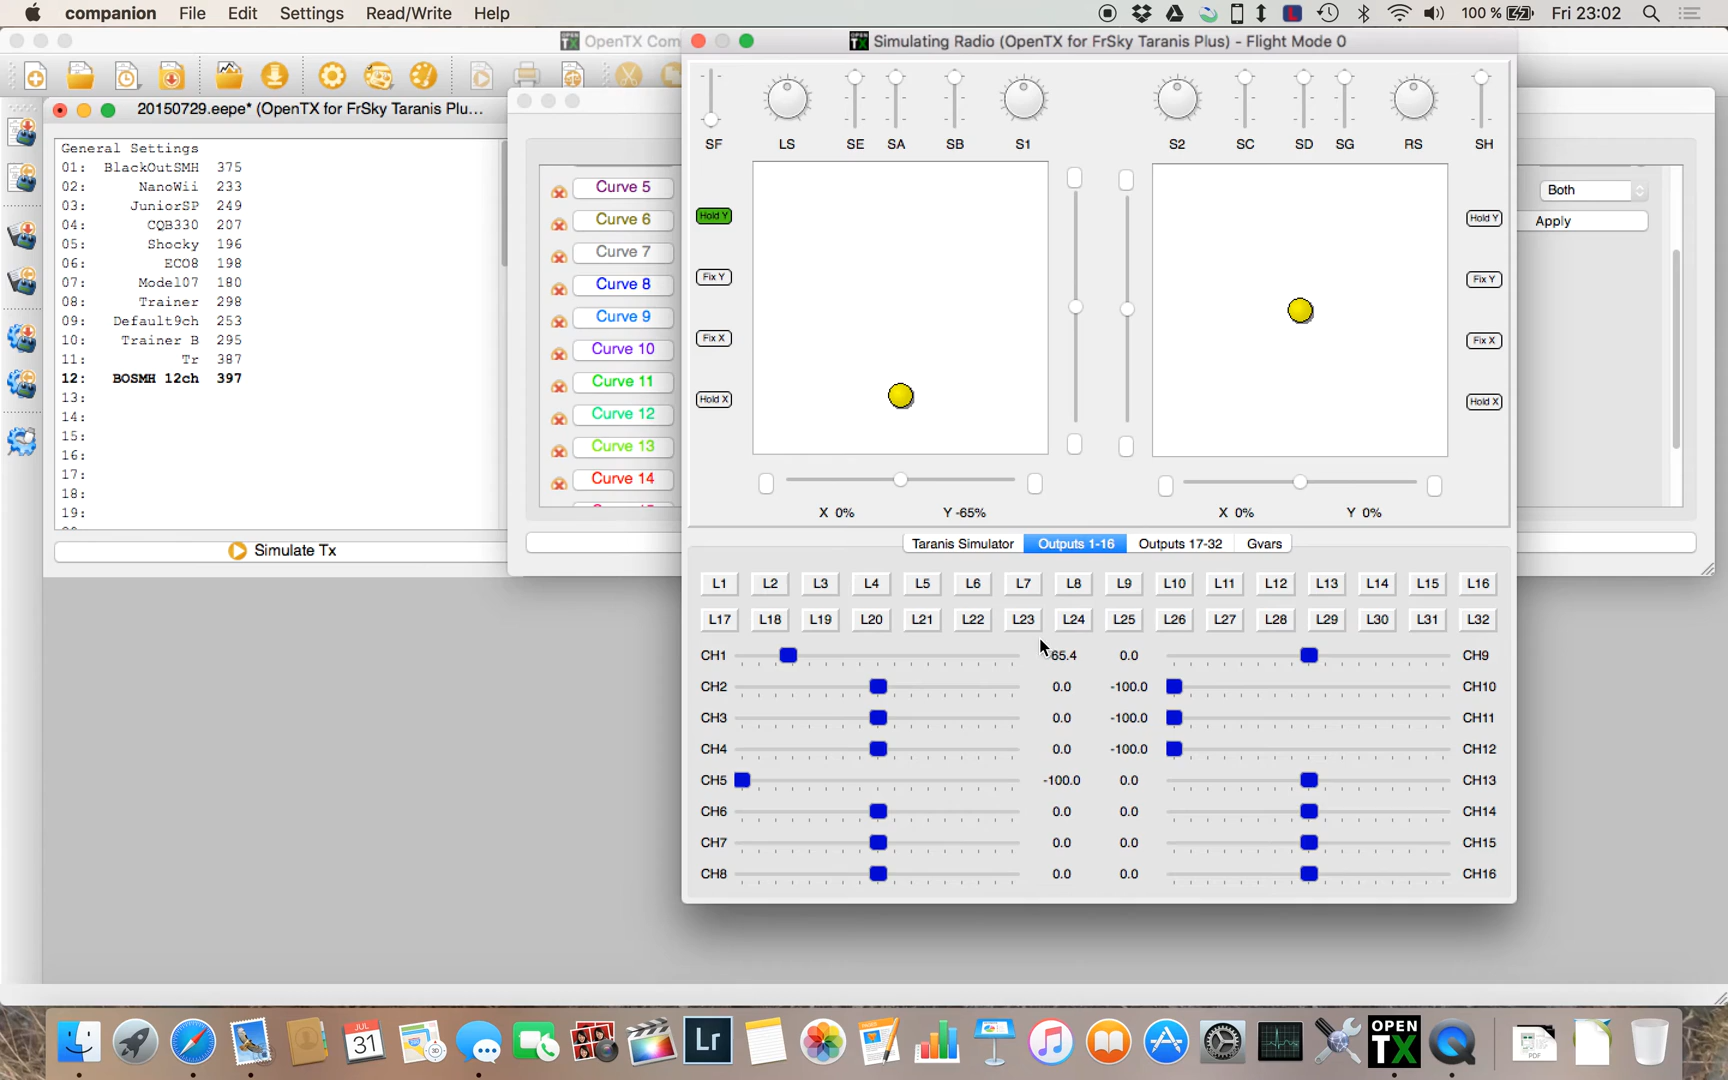 companion File Edit Settings Read/Write Help 100 % Fri 23:02
OPEN TX OpenTX Com
Simulating Radio (OpenTX for FrSky Taranis Plus) - Flight Mode 0
20150729.eepe* (OpenTX for FrSky Taranis Plu...
General Settings
01: BlackOutSMH 375
02: NanoWii 233
03: JuniorSP 249
04: CQB330 207
05: Shocky 196
06: ECO8 198
07: Model07 180
08: Trainer 298
09: Default9ch 253
10: Trainer B 295
11: Tr 387
12: BOSMH 12ch 397
13:
14:
15:
16:
17:
18:
19:
Simulate Tx
Curve 5
Curve 6
Curve 7
Curve 8
Curve 9
Curve 10
Curve 11
Curve 12
Curve 13
Curve 14
SF LS SE SA SB S1 S2 SC SD SG RS SH
Hold Y
Fix Y
Fix X
Hold X
Hold Y
Fix Y
Fix X
Hold X
Both
Apply
X 0% Y -65% X 0% Y 0%
Taranis Simulator Outputs 1-16 Outputs 17-32 Gvars
L1 L2 L3 L4 L5 L6 L7 L8 L9 L10 L11 L12 L13 L14 L15 L16
L17 L18 L19 L20 L21 L22 L23 L24 L25 L26 L27 L28 L29 L30 L31 L32
CH1 65.4 0.0 CH9
CH2 0.0 -100.0 CH10
CH3 0.0 -100.0 CH11
CH4 0.0 -100.0 CH12
CH5 -100.0 0.0 CH13
CH6 0.0 0.0 CH14
CH7 0.0 0.0 CH15
CH8 0.0 0.0 CH16
JUL
31
Lr
OPEN
TX
PDF